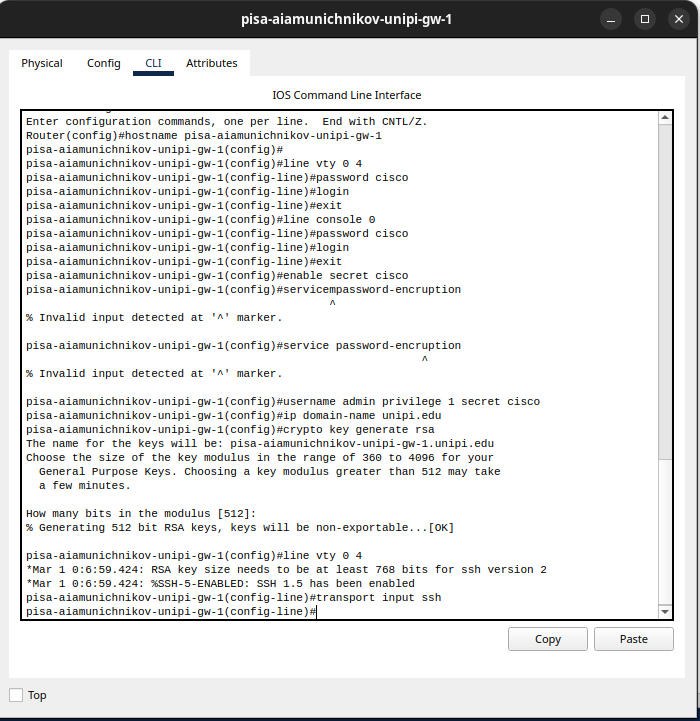 pisa-aiamunichnikov-unipi-gw-1
Physical Config CLI Attributes
IOS Command Line Interface
Enter configuration commands, one per line.  End with CNTL/Z.
Router(config)#hostname pisa-aiamunichnikov-unipi-gw-1
pisa-aiamunichnikov-unipi-gw-1(config)#
pisa-aiamunichnikov-unipi-gw-1(config)#line vty 0 4
pisa-aiamunichnikov-unipi-gw-1(config-line)#password cisco
pisa-aiamunichnikov-unipi-gw-1(config-line)#login
pisa-aiamunichnikov-unipi-gw-1(config-line)#exit
pisa-aiamunichnikov-unipi-gw-1(config)#line console 0
pisa-aiamunichnikov-unipi-gw-1(config-line)#password cisco
pisa-aiamunichnikov-unipi-gw-1(config-line)#login
pisa-aiamunichnikov-unipi-gw-1(config-line)#exit
pisa-aiamunichnikov-unipi-gw-1(config)#enable secret cisco
pisa-aiamunichnikov-unipi-gw-1(config)#servicempassword-encruption
^
% Invalid input detected at '^' marker.
pisa-aiamunichnikov-unipi-gw-1(config)#service password-encruption
^
% Invalid input detected at '^' marker.
pisa-aiamunichnikov-unipi-gw-1(config)#username admin privilege 1 secret cisco
pisa-aiamunichnikov-unipi-gw-1(config)#ip domain-name unipi.edu
pisa-aiamunichnikov-unipi-gw-1(config)#crypto key generate rsa
The name for the keys will be: pisa-aiamunichnikov-unipi-gw-1.unipi.edu
Choose the size of the key modulus in the range of 360 to 4096 for your
General Purpose Keys. Choosing a key modulus greater than 512 may take
a few minutes.
How many bits in the modulus [512]:
% Generating 512 bit RSA keys, keys will be non-exportable...[OK]
pisa-aiamunichnikov-unipi-gw-1(config)#line vty 0 4
*Mar 1 0:6:59.424: RSA key size needs to be at least 768 bits for ssh version 2
*Mar 1 0:6:59.424: %SSH-5-ENABLED: SSH 1.5 has been enabled
pisa-aiamunichnikov-unipi-gw-1(config-line)#transport input ssh
pisa-aiamunichnikov-unipi-gw-1(config-line)#
Copy Paste
Top